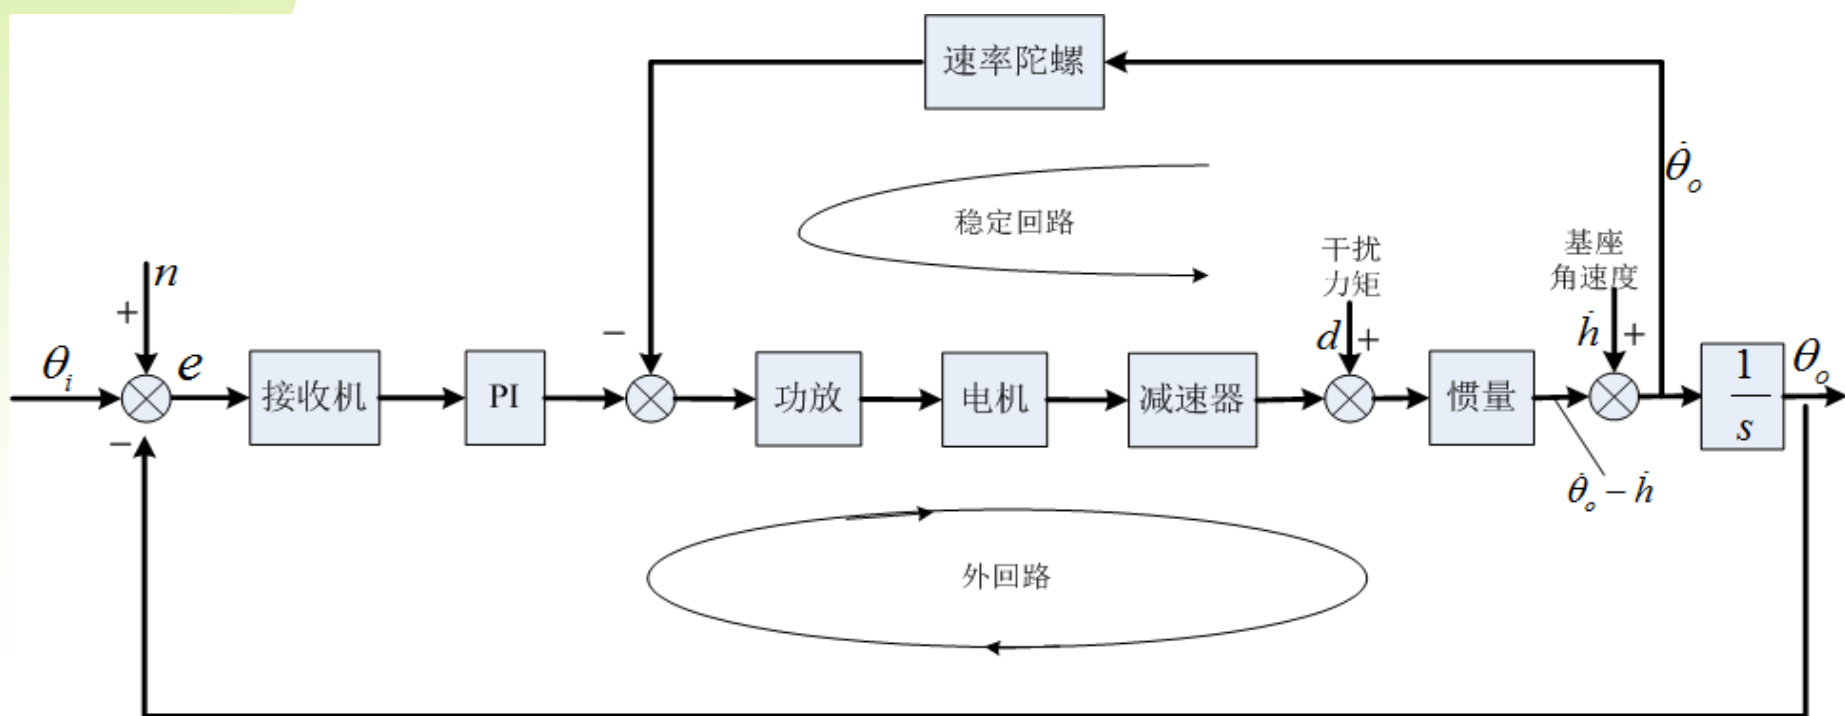 速率陀螺
θ̇ₒ
稳定回路
干扰
力矩
基座
角速度
n
+
−
d
+
ḣ
+
θᵢ
e
接收机
PI
功放
电机
减速器
惯量
1
s
θₒ
−
θ̇ₒ − ḣ
外回路